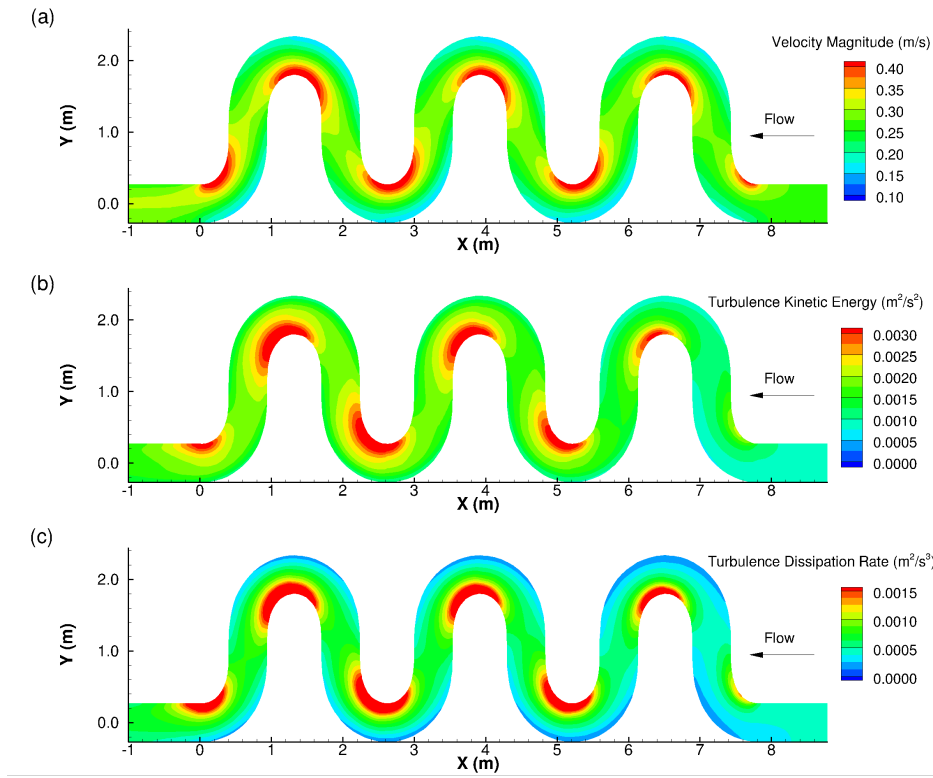 (a)
Velocity Magnitude (m/s)
0.40
0.35
0.30
0.25
0.20
0.15
0.10
Flow
Y (m)
2.0
1.0
0.0
-1 0 1 2 3 4 5 6 7 8
X (m)
(b)
Turbulence Kinetic Energy (m²/s²)
0.0030
0.0025
0.0020
0.0015
0.0010
0.0005
0.0000
Flow
Y (m)
2.0
1.0
0.0
-1 0 1 2 3 4 5 6 7 8
X (m)
(c)
Turbulence Dissipation Rate (m²/s³)
0.0015
0.0010
0.0005
0.0000
Flow
Y (m)
2.0
1.0
0.0
-1 0 1 2 3 4 5 6 7 8
X (m)